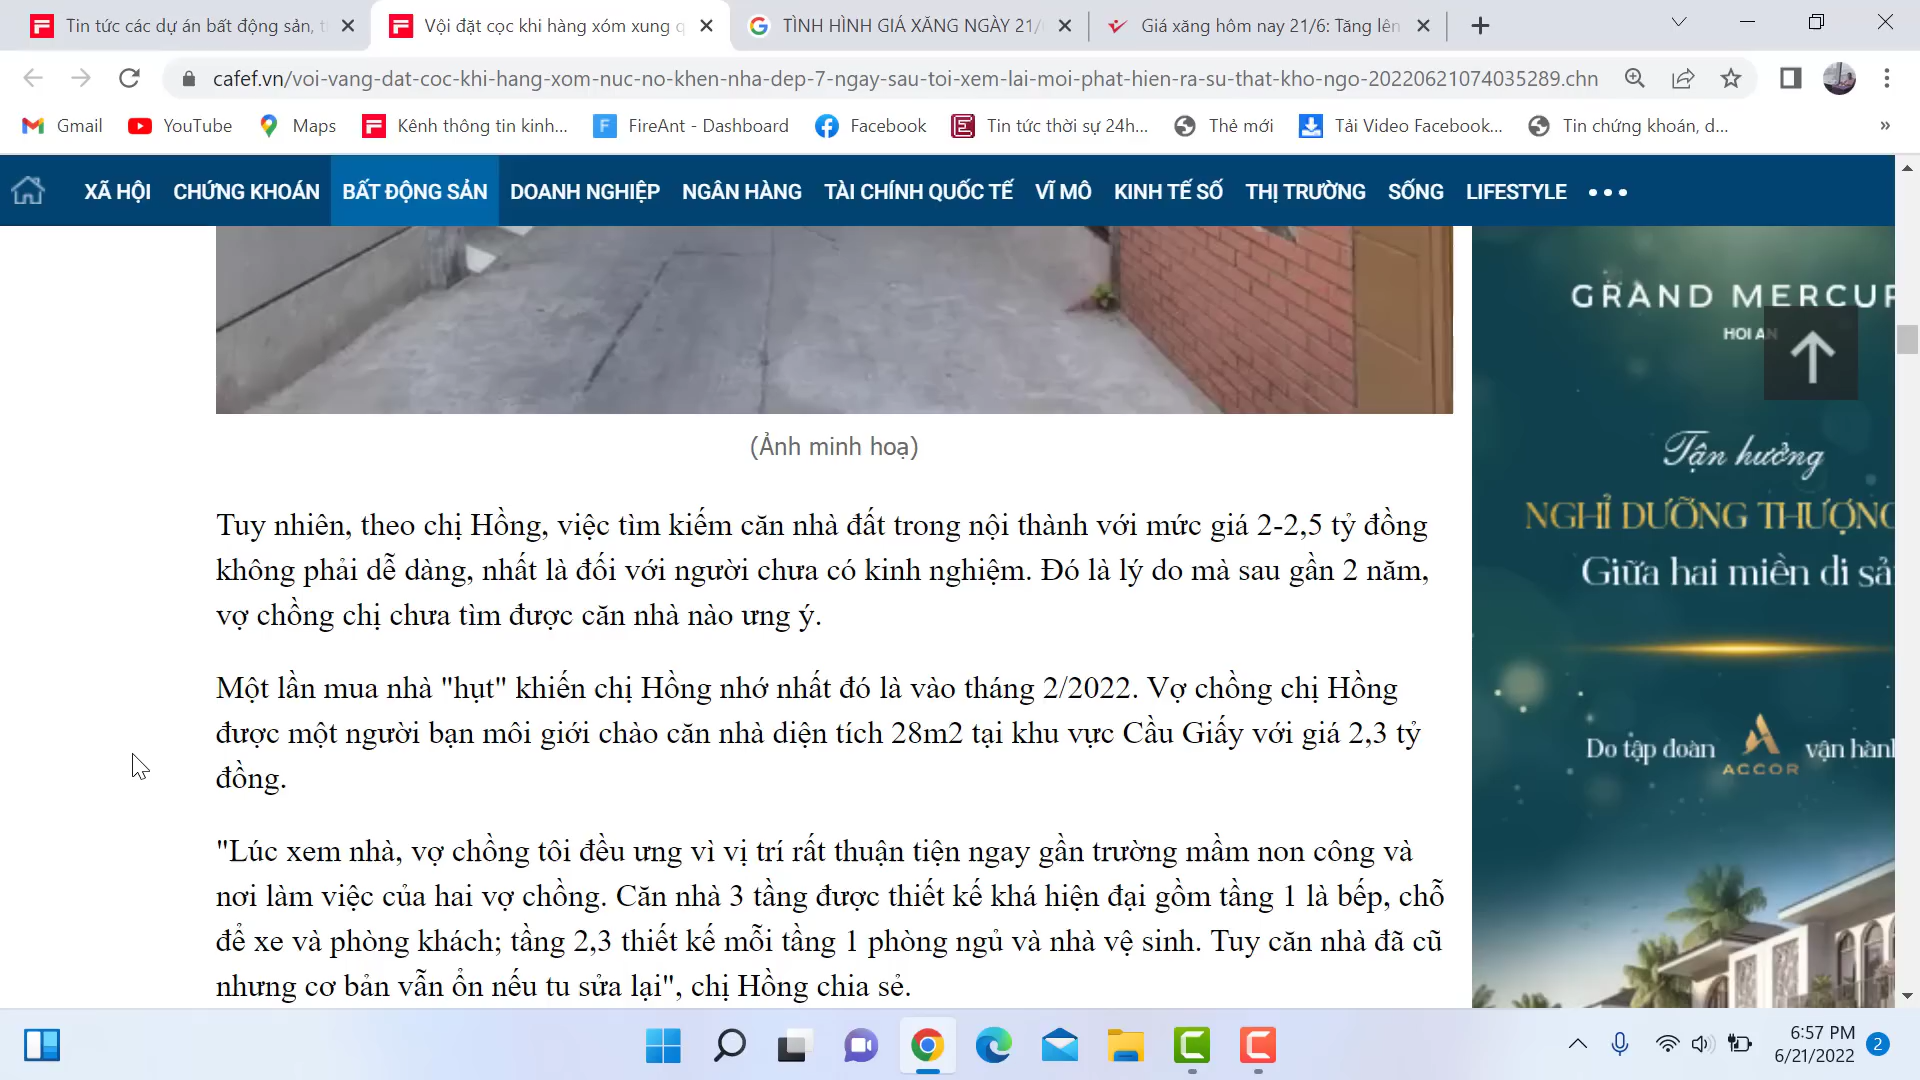 Tin tức các dự án bất động sản, t
Vội đặt cọc khi hàng xóm xung q
TÌNH HÌNH GIÁ XĂNG NGÀY 21/
Giá xăng hôm nay 21/6: Tăng lên
cafef.vn/voi-vang-dat-coc-khi-hang-xom-nuc-no-khen-nha-dep-7-ngay-sau-toi-xem-lai-moi-phat-hien-ra-su-that-kho-ngo-20220621074035289.chn
Gmail YouTube Maps Kênh thông tin kinh... FireAnt - Dashboard Facebook Tin tức thời sự 24h... Thẻ mới Tải Video Facebook... Tin chứng khoán, d... »
XÃ HỘI CHỨNG KHOÁN BẤT ĐỘNG SẢN DOANH NGHIỆP NGÂN HÀNG TÀI CHÍNH QUỐC TẾ VĨ MÔ KINH TẾ SỐ THỊ TRƯỜNG SỐNG LIFESTYLE
(Ảnh minh hoạ)
Tuy nhiên, theo chị Hồng, việc tìm kiếm căn nhà đất trong nội thành với mức giá 2-2,5 tỷ đồng
không phải dễ dàng, nhất là đối với người chưa có kinh nghiệm. Đó là lý do mà sau gần 2 năm,
vợ chồng chị chưa tìm được căn nhà nào ưng ý.
Một lần mua nhà "hụt" khiến chị Hồng nhớ nhất đó là vào tháng 2/2022. Vợ chồng chị Hồng
được một người bạn môi giới chào căn nhà diện tích 28m2 tại khu vực Cầu Giấy với giá 2,3 tỷ
đồng.
"Lúc xem nhà, vợ chồng tôi đều ưng vì vị trí rất thuận tiện ngay gần trường mầm non công và
nơi làm việc của hai vợ chồng. Căn nhà 3 tầng được thiết kế khá hiện đại gồm tầng 1 là bếp, chỗ
để xe và phòng khách; tầng 2,3 thiết kế mỗi tầng 1 phòng ngủ và nhà vệ sinh. Tuy căn nhà đã cũ
nhưng cơ bản vẫn ổn nếu tu sửa lại", chị Hồng chia sẻ.
GRAND MERCUR
HOI AN
Tận hưởng
NGHỈ DƯỠNG THƯỢNG
Giữa hai miền di sả
Do tập đoàn ACCOR vận hành
6:57 PM
6/21/2022
2